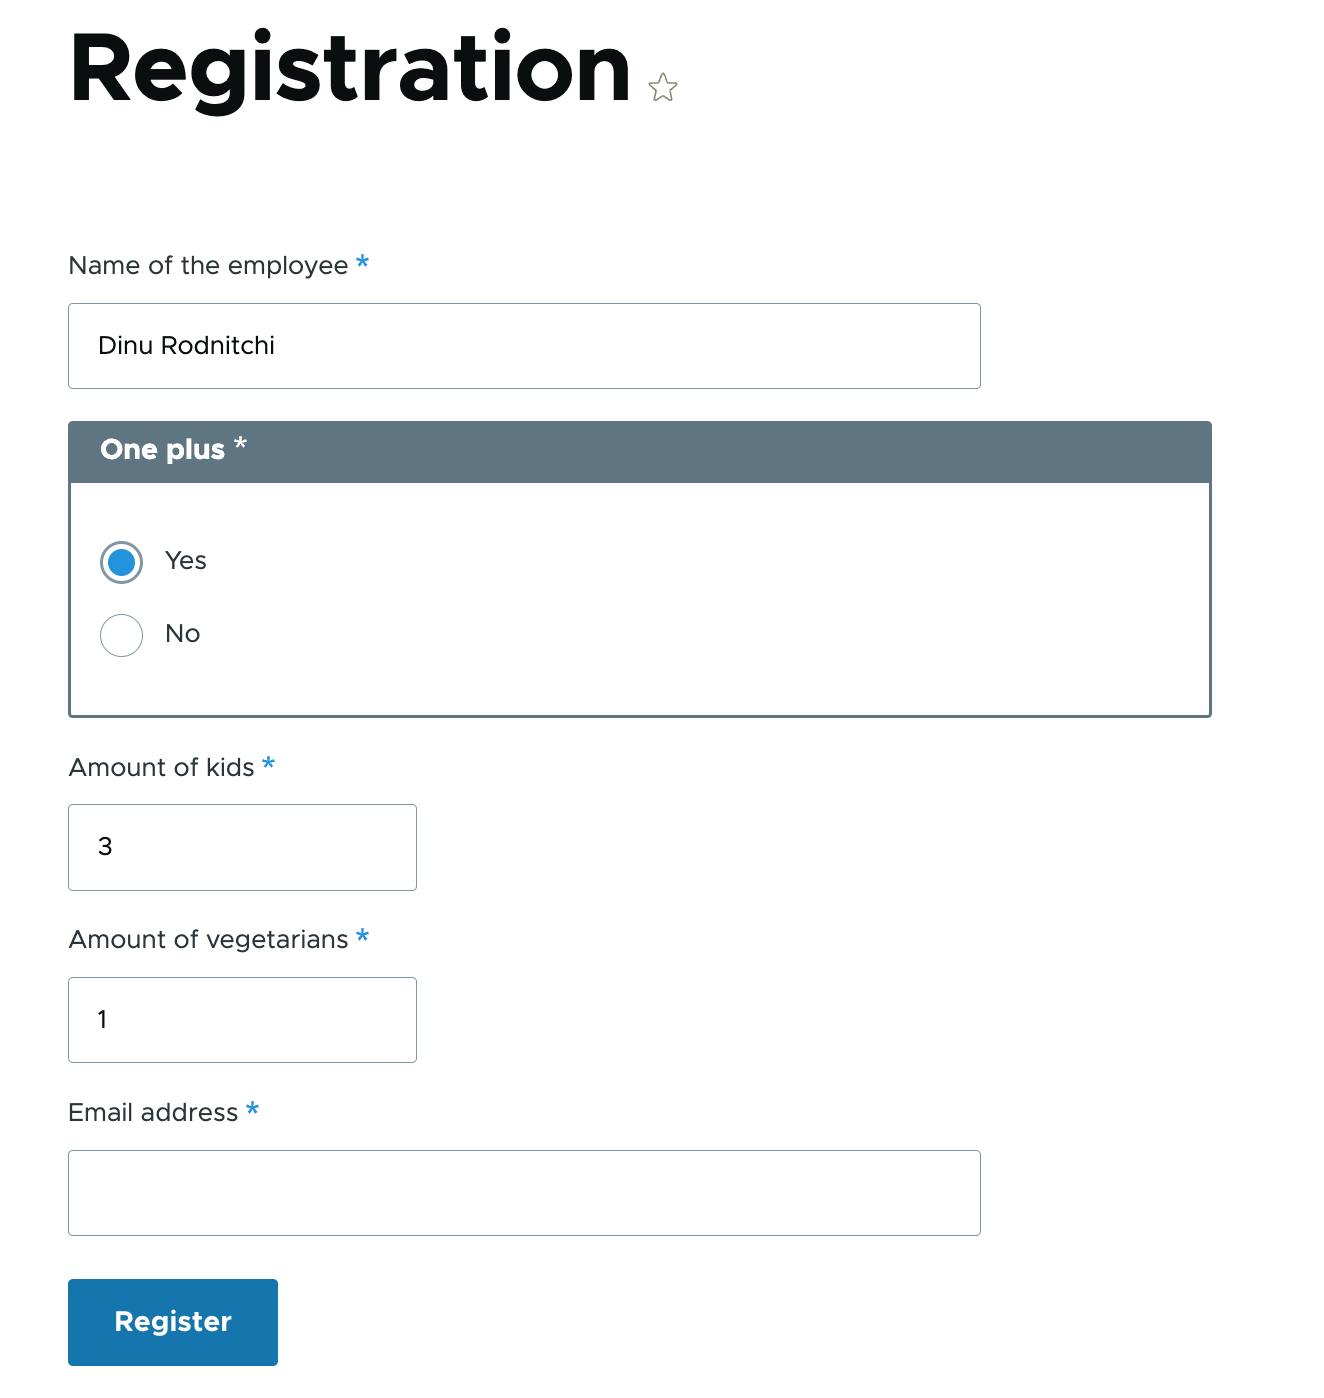 Registration
Name of the employee *
Dinu Rodnitchi
One plus *
Yes
No
Amount of kids *
3
Amount of vegetarians *
1
Email address *
Register